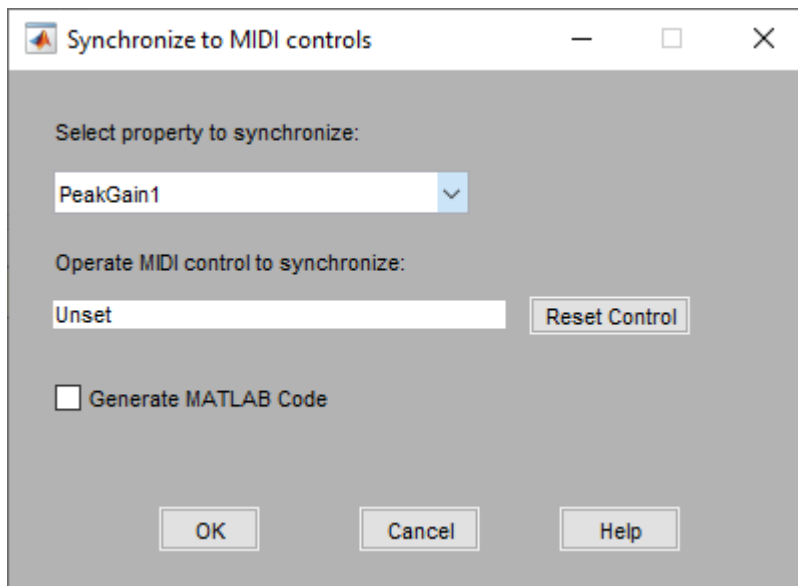 Synchronize to MIDI controls
Select property to synchronize:
PeakGain1
Operate MIDI control to synchronize:
Unset
Reset Control
Generate MATLAB Code
OK
Cancel
Help